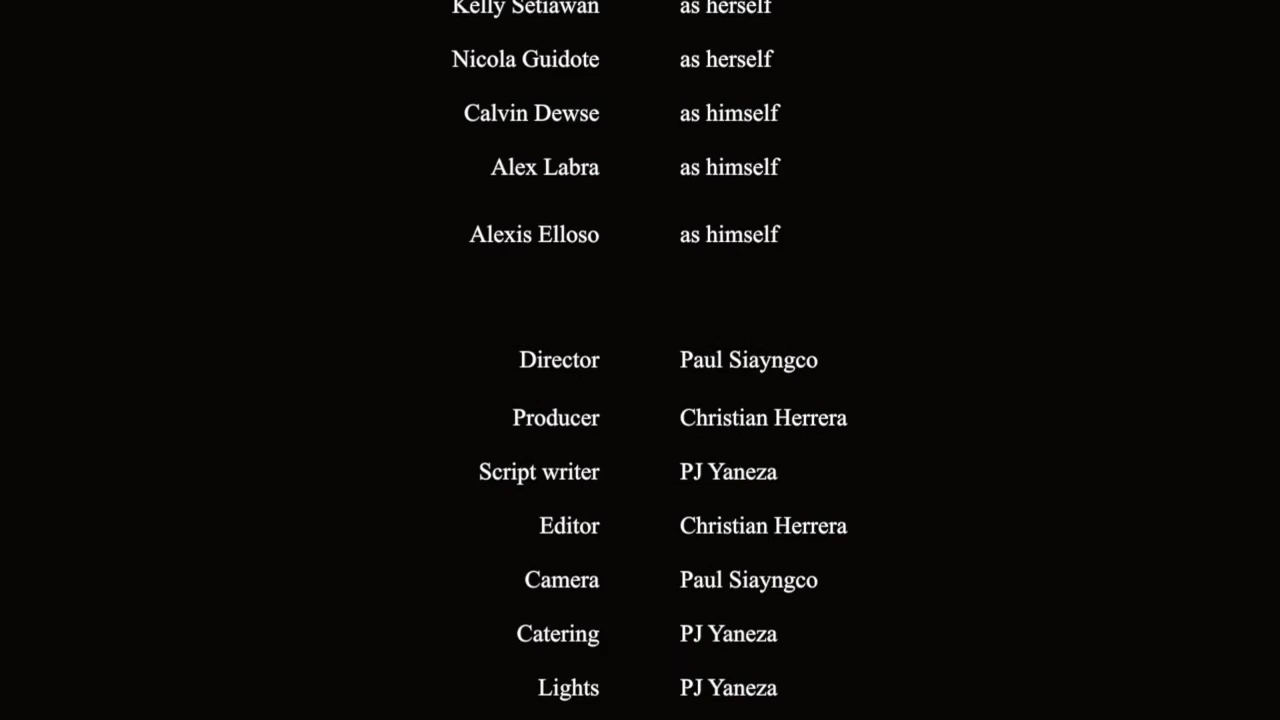 Kelly Setiawan as herself
Nicola Guidote as herself
Calvin Dewse as himself
Alex Labra as himself
Alexis Elloso as himself
Director Paul Siayngco
Producer Christian Herrera
Script writer PJ Yaneza
Editor Christian Herrera
Camera Paul Siayngco
Catering PJ Yaneza
Lights PJ Yaneza